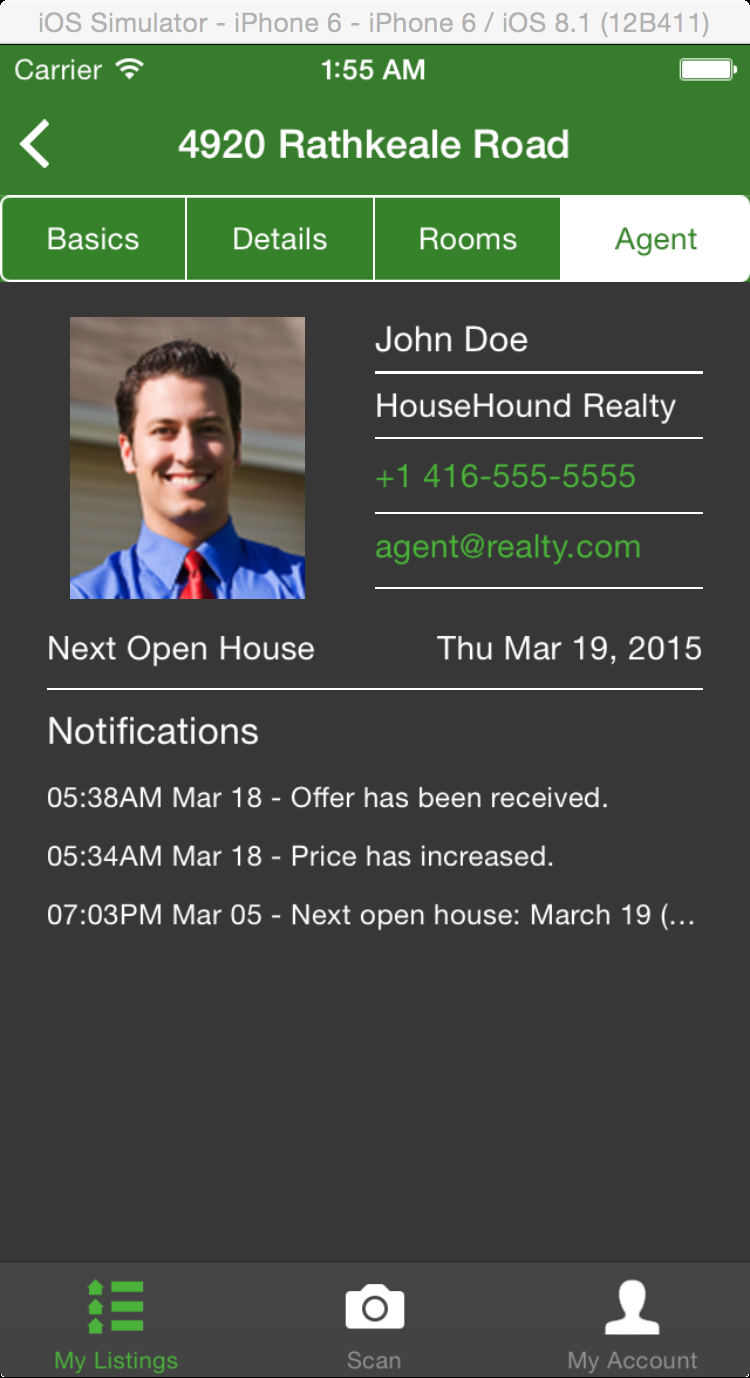 iOS Simulator - iPhone 6 - iPhone 6 / iOS 8.1 (12B411)
Carrier 1:55 AM
4920 Rathkeale Road
Basics Details Rooms Agent
John Doe
HouseHound Realty
+1 416-555-5555
agent@realty.com
Next Open House Thu Mar 19, 2015
Notifications
05:38AM Mar 18 - Offer has been received.
05:34AM Mar 18 - Price has increased.
07:03PM Mar 05 - Next open house: March 19 (...
My Listings Scan My Account